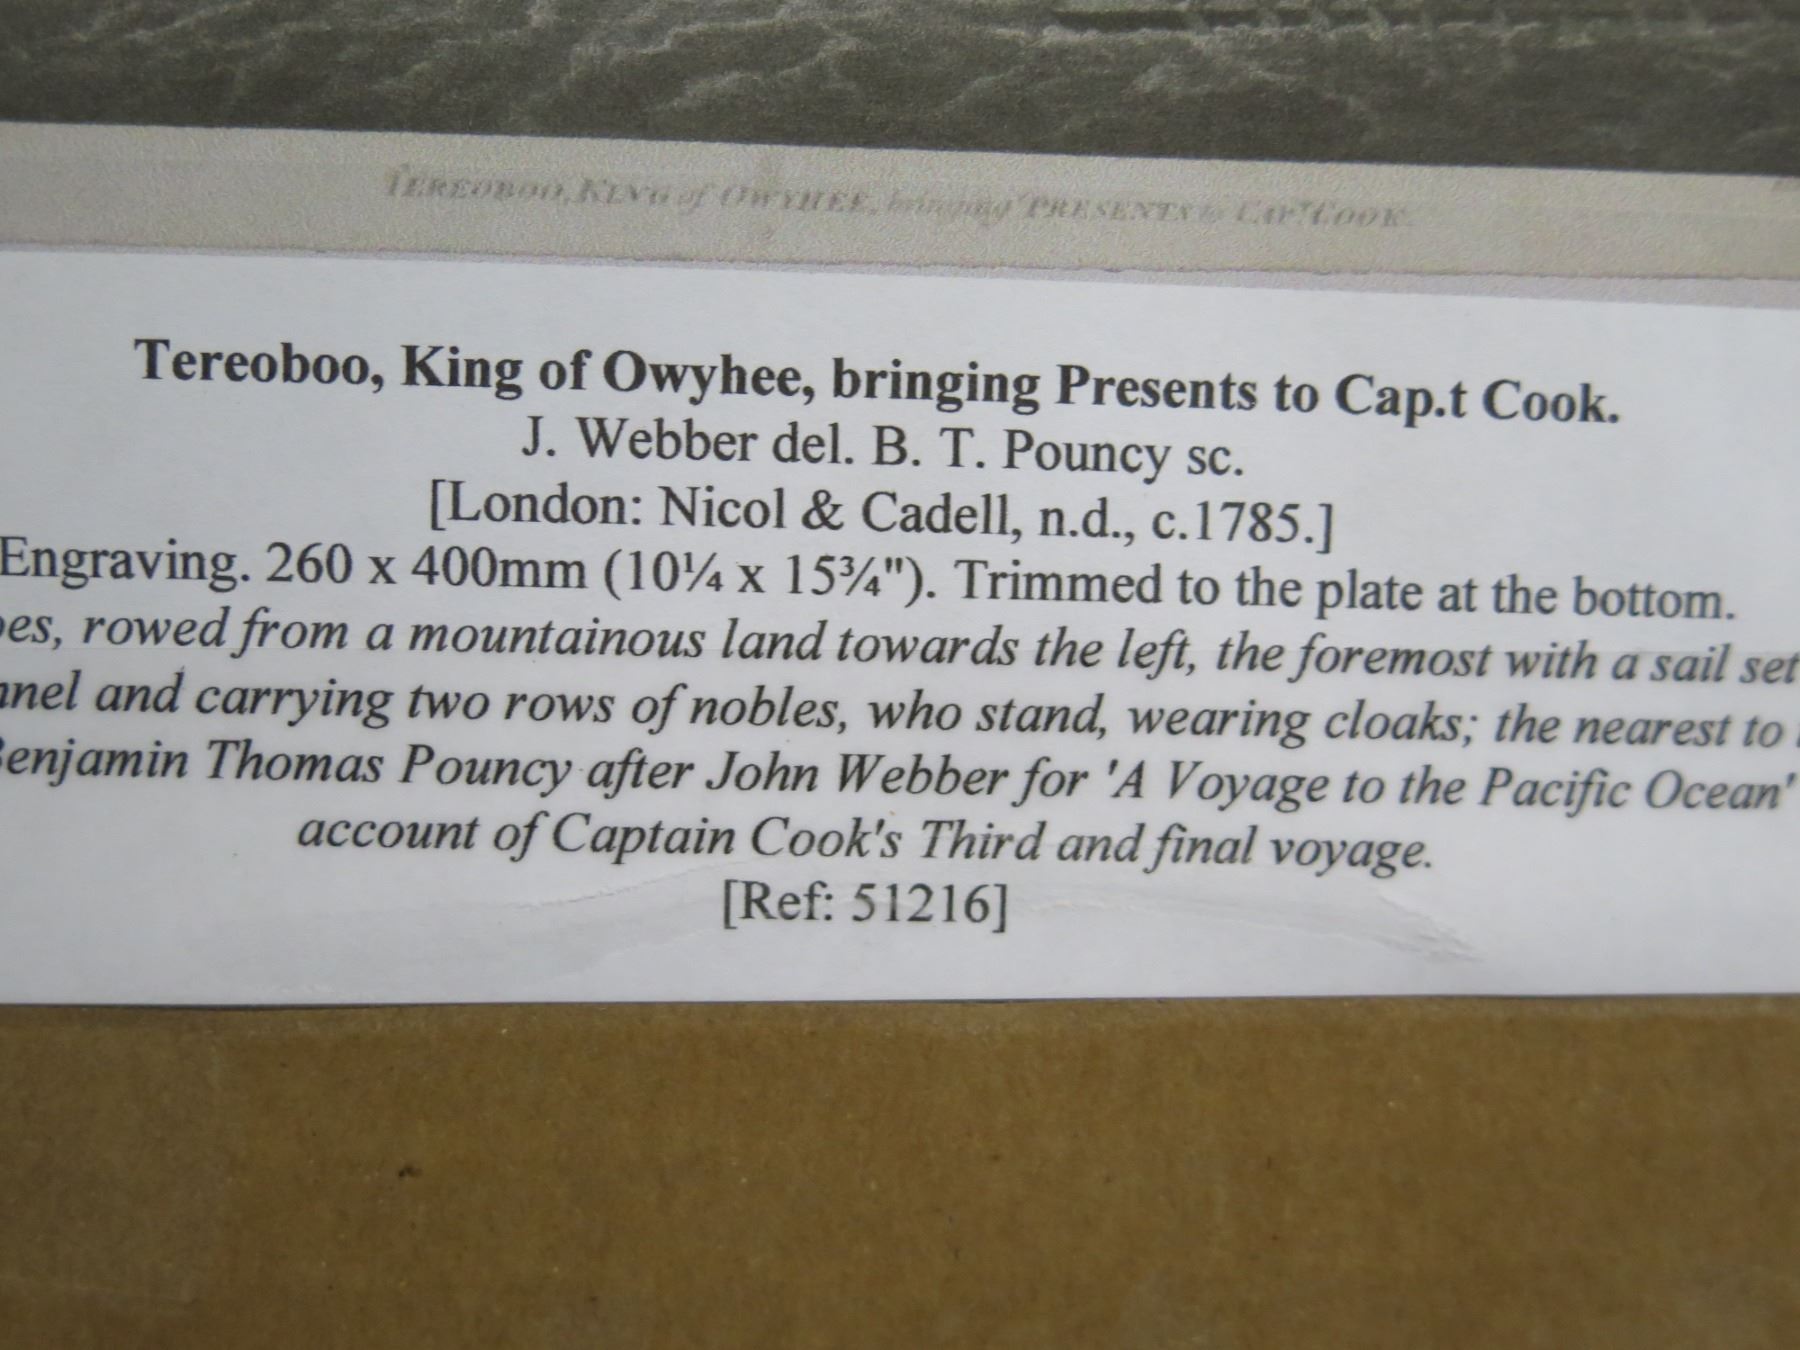 TEREOBOO, KING of OWYHEE, bringing PRESENTS to CAPT. COOK.
Tereoboo, King of Owyhee, bringing Presents to Cap.t Cook.
J. Webber del. B. T. Pouncy sc.
[London: Nicol & Cadell, n.d., c.1785.]
Engraving. 260 x 400mm (10¼ x 15¾"). Trimmed to the plate at the bottom.
rowed from a mountainous land towards the left, the foremost with a sail set
and carrying two rows of nobles, who stand, wearing cloaks; the nearest to
Benjamin Thomas Pouncy after John Webber for 'A Voyage to the Pacific Ocean'
account of Captain Cook's Third and final voyage.
[Ref: 51216]